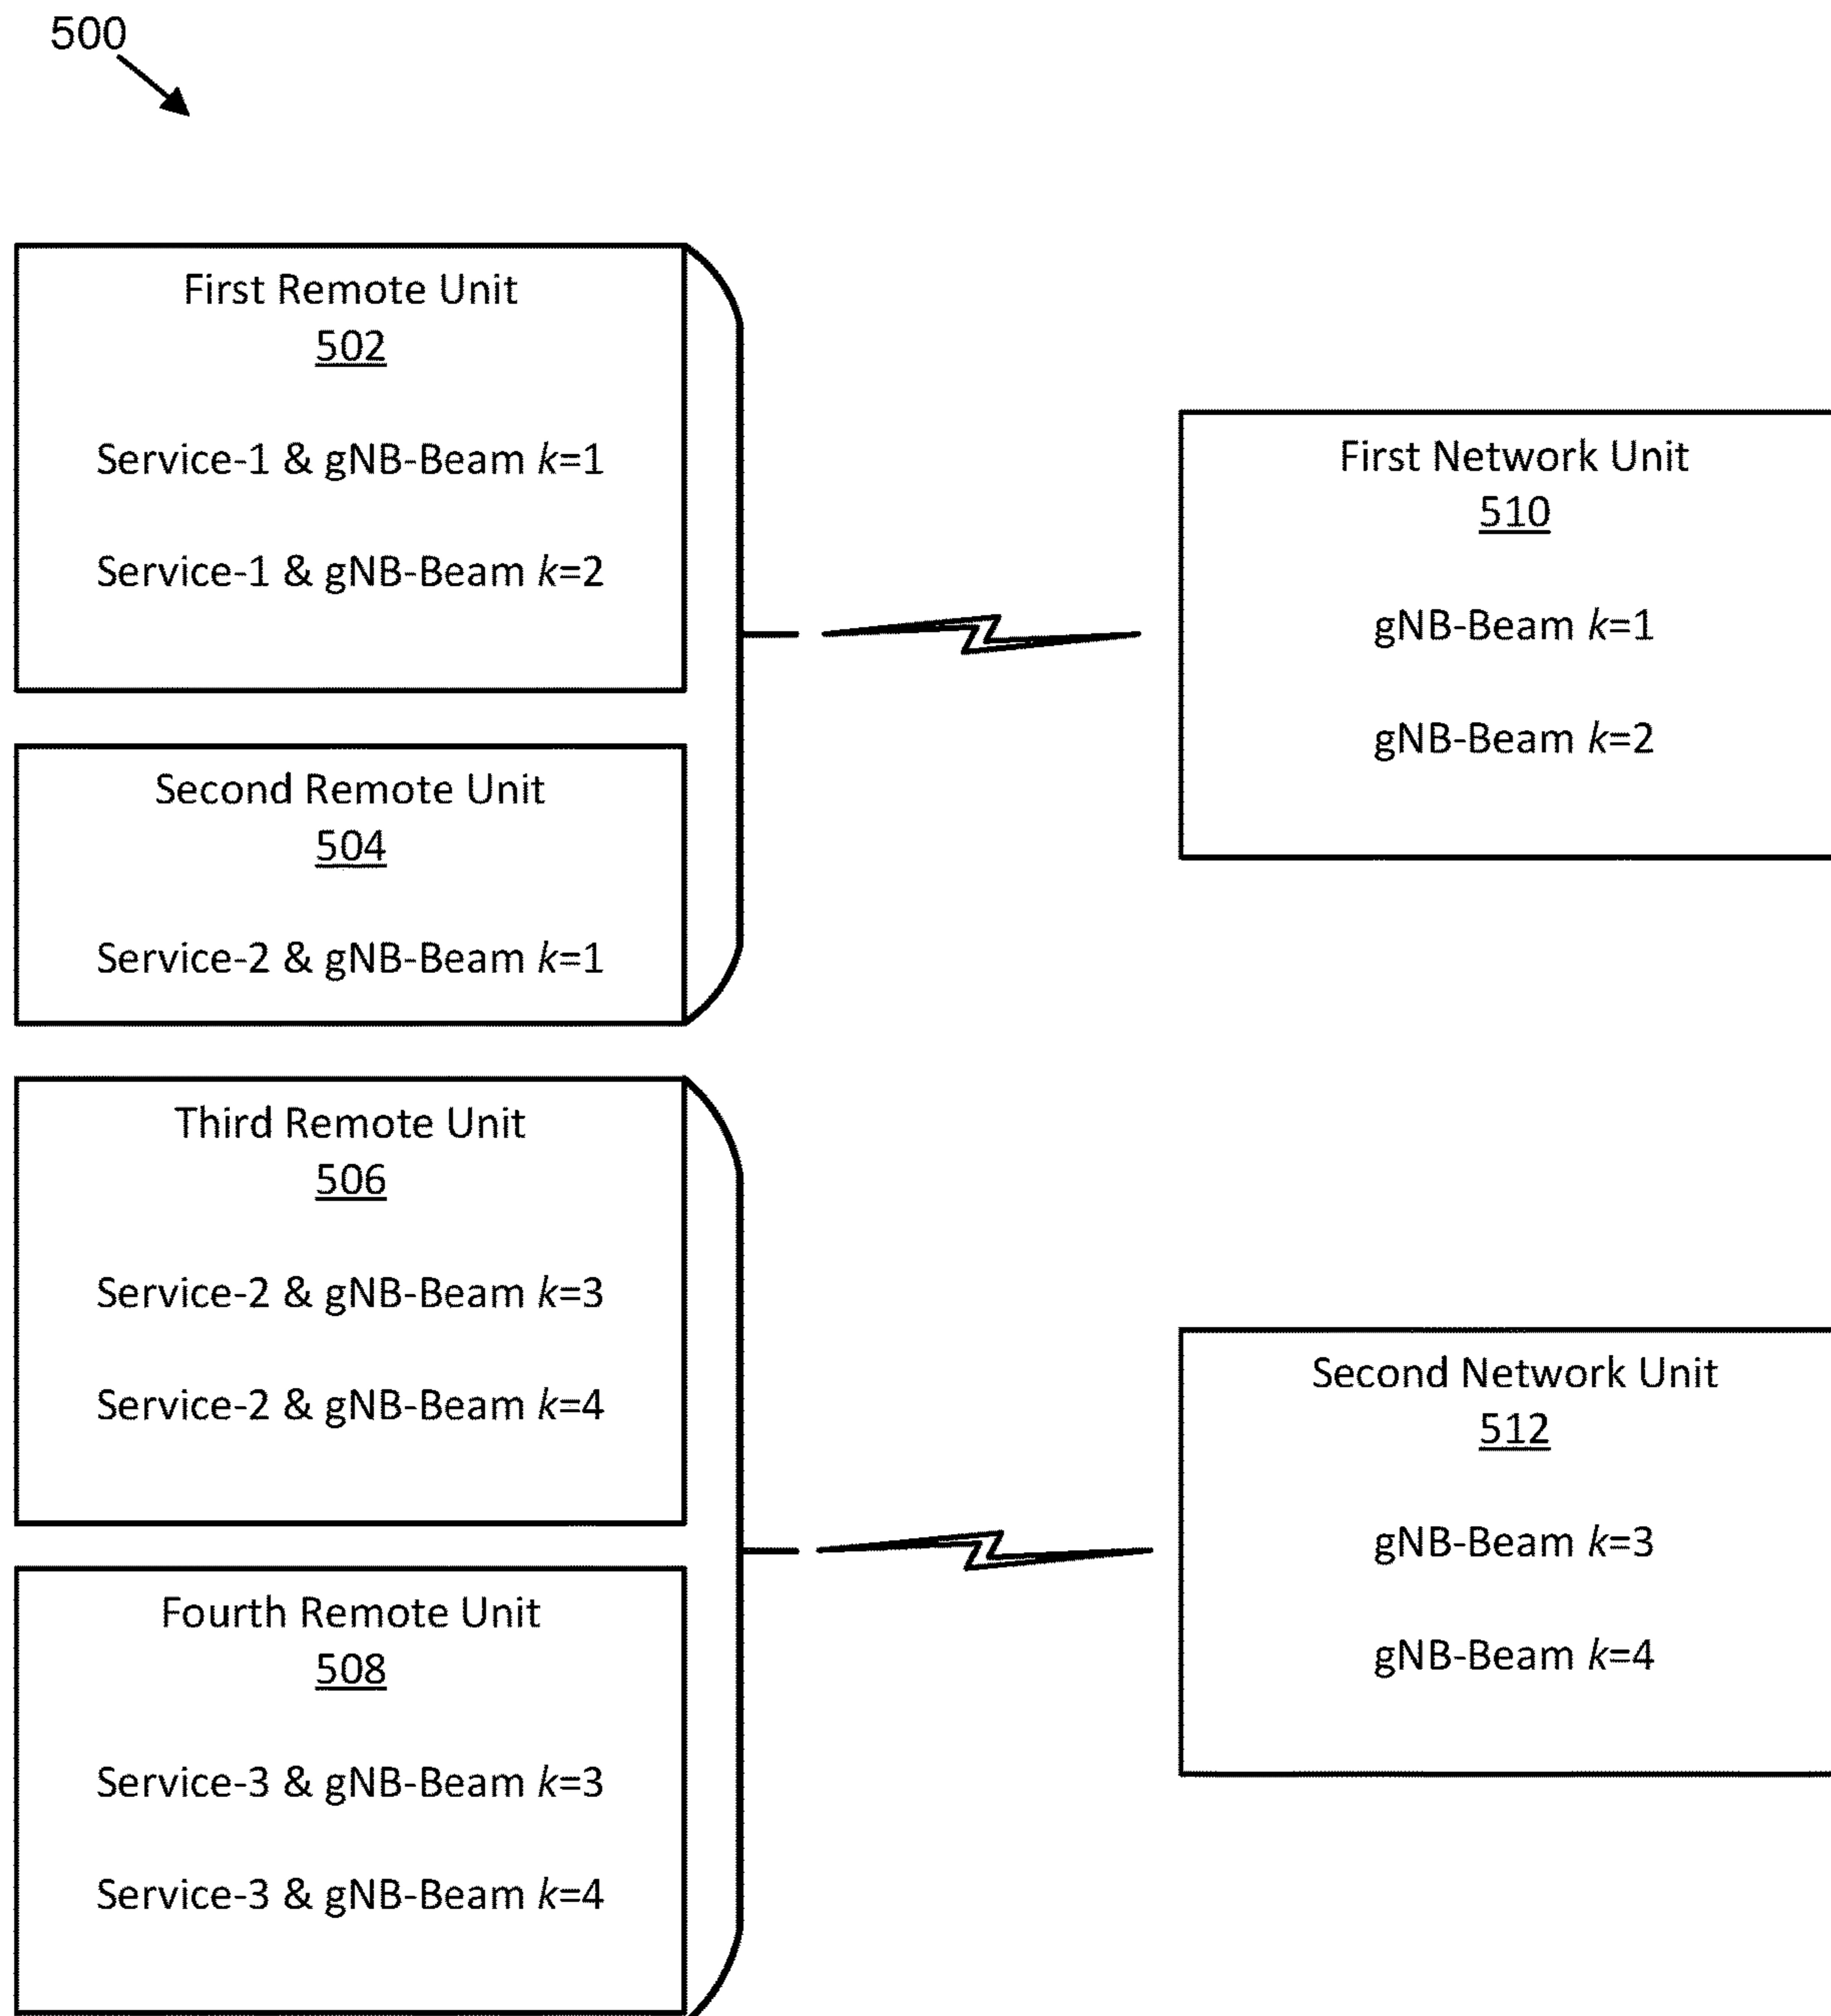 500
First Remote Unit
502
Service-1 & gNB-Beam k=1
Service-1 & gNB-Beam k=2
Second Remote Unit
504
Service-2 & gNB-Beam k=1
Third Remote Unit
506
Service-2 & gNB-Beam k=3
Service-2 & gNB-Beam k=4
Fourth Remote Unit
508
Service-3 & gNB-Beam k=3
Service-3 & gNB-Beam k=4
First Network Unit
510
gNB-Beam k=1
gNB-Beam k=2
Second Network Unit
512
gNB-Beam k=3
gNB-Beam k=4